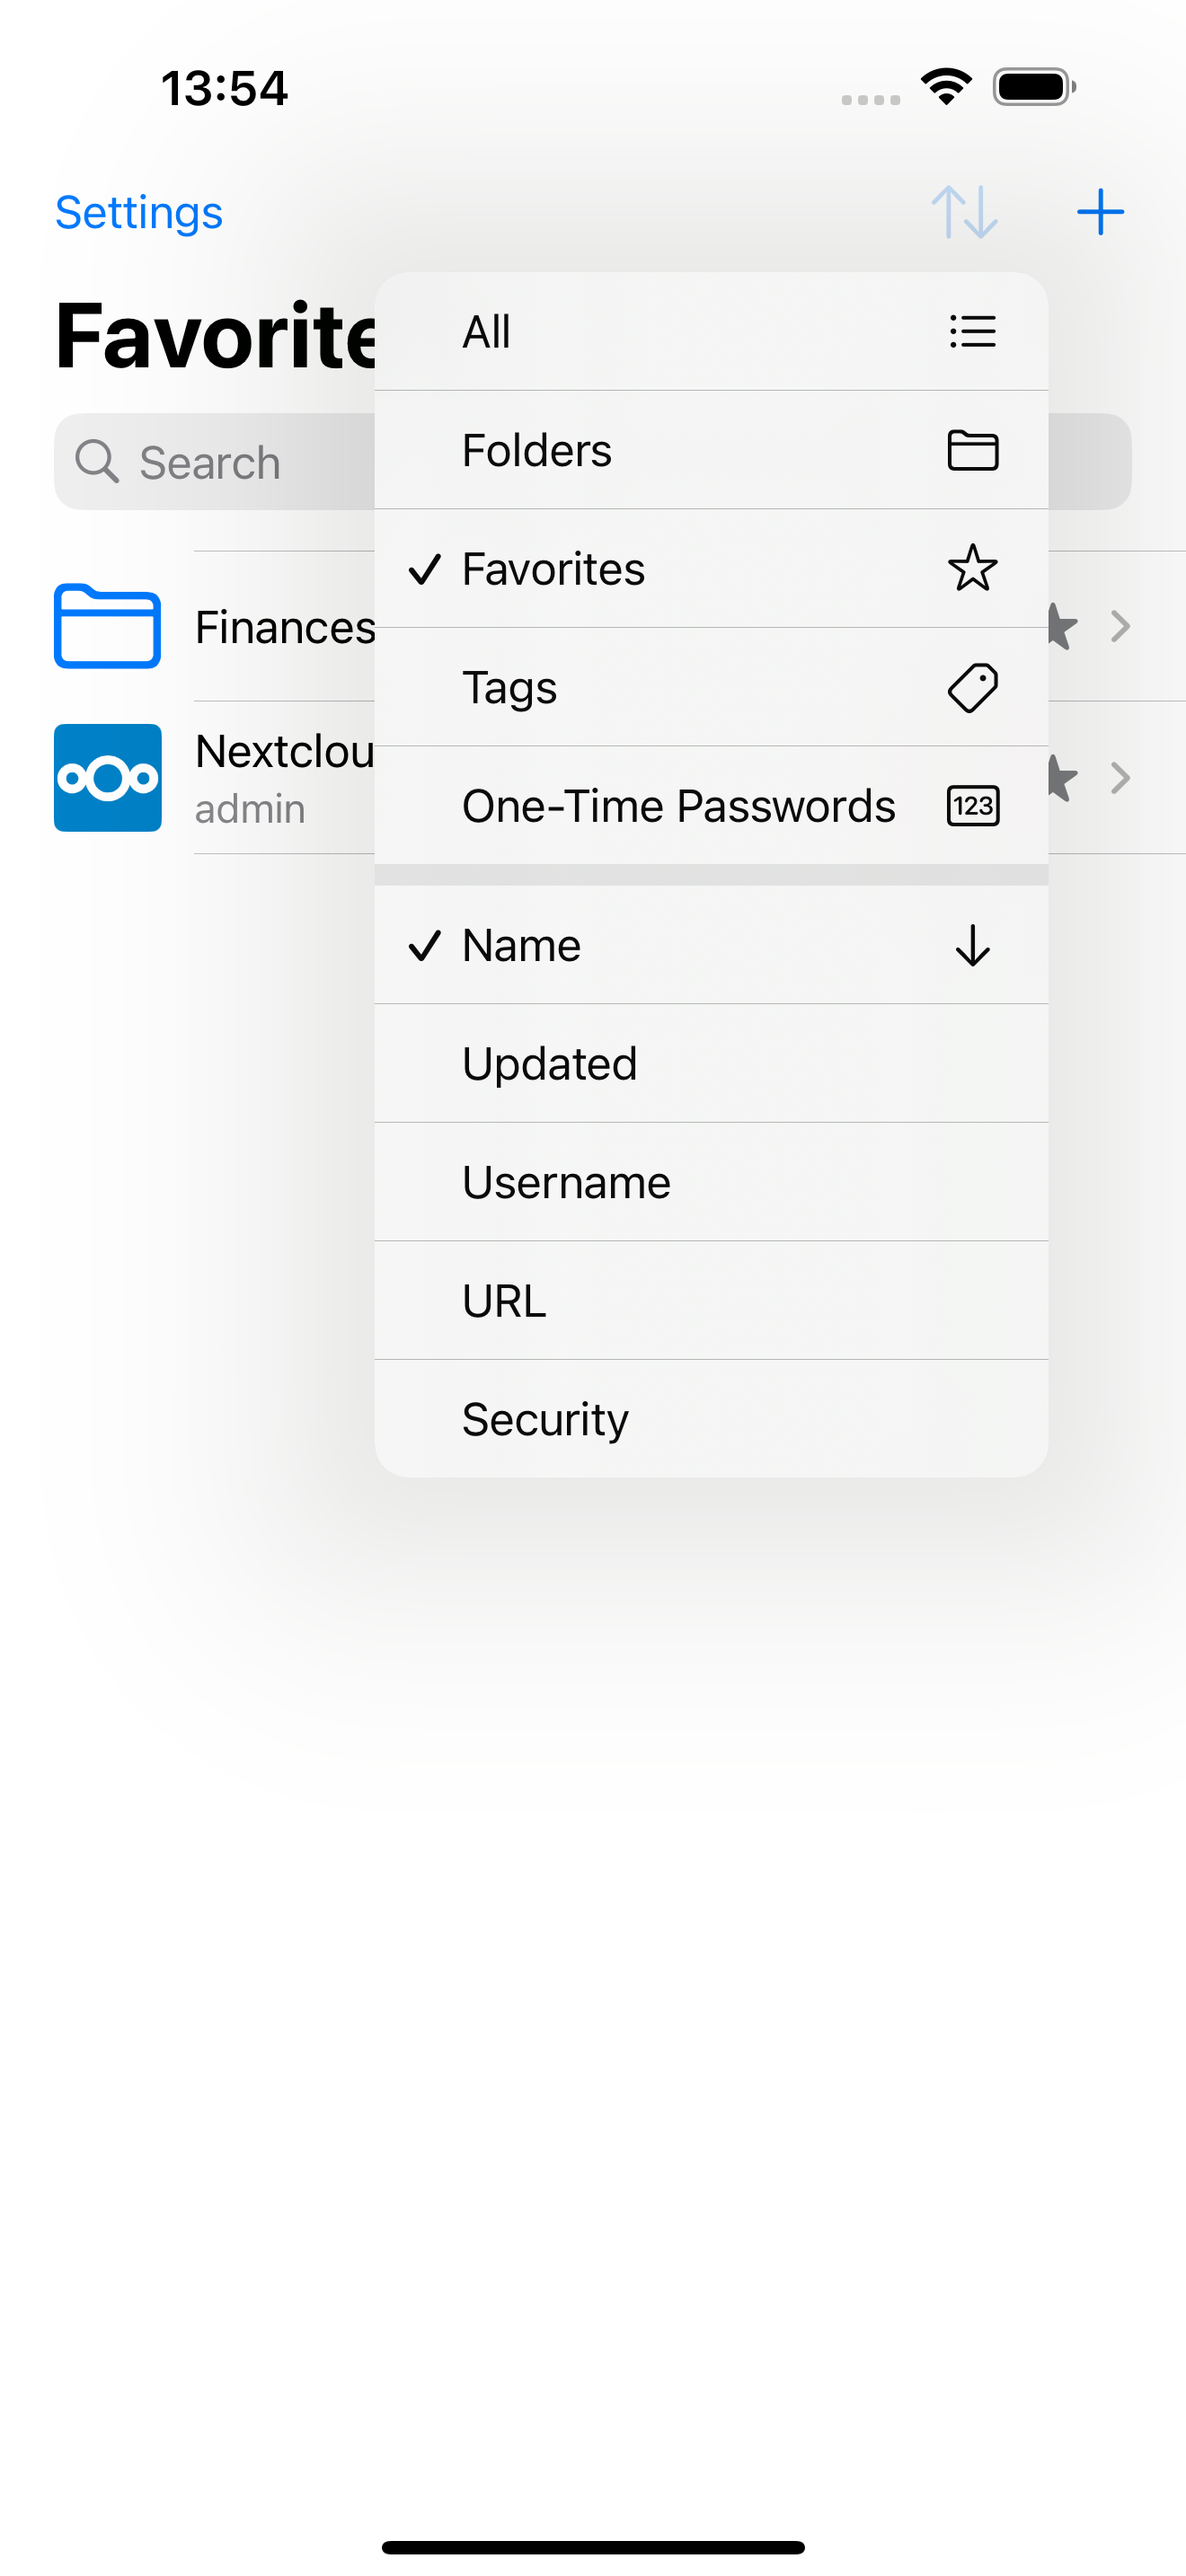 13:54
Settings
Favorite
Search
Finances
Nextclou
admin
All
Folders
Favorites
Tags
One-Time Passwords
123
Name
Updated
Username
URL
Security